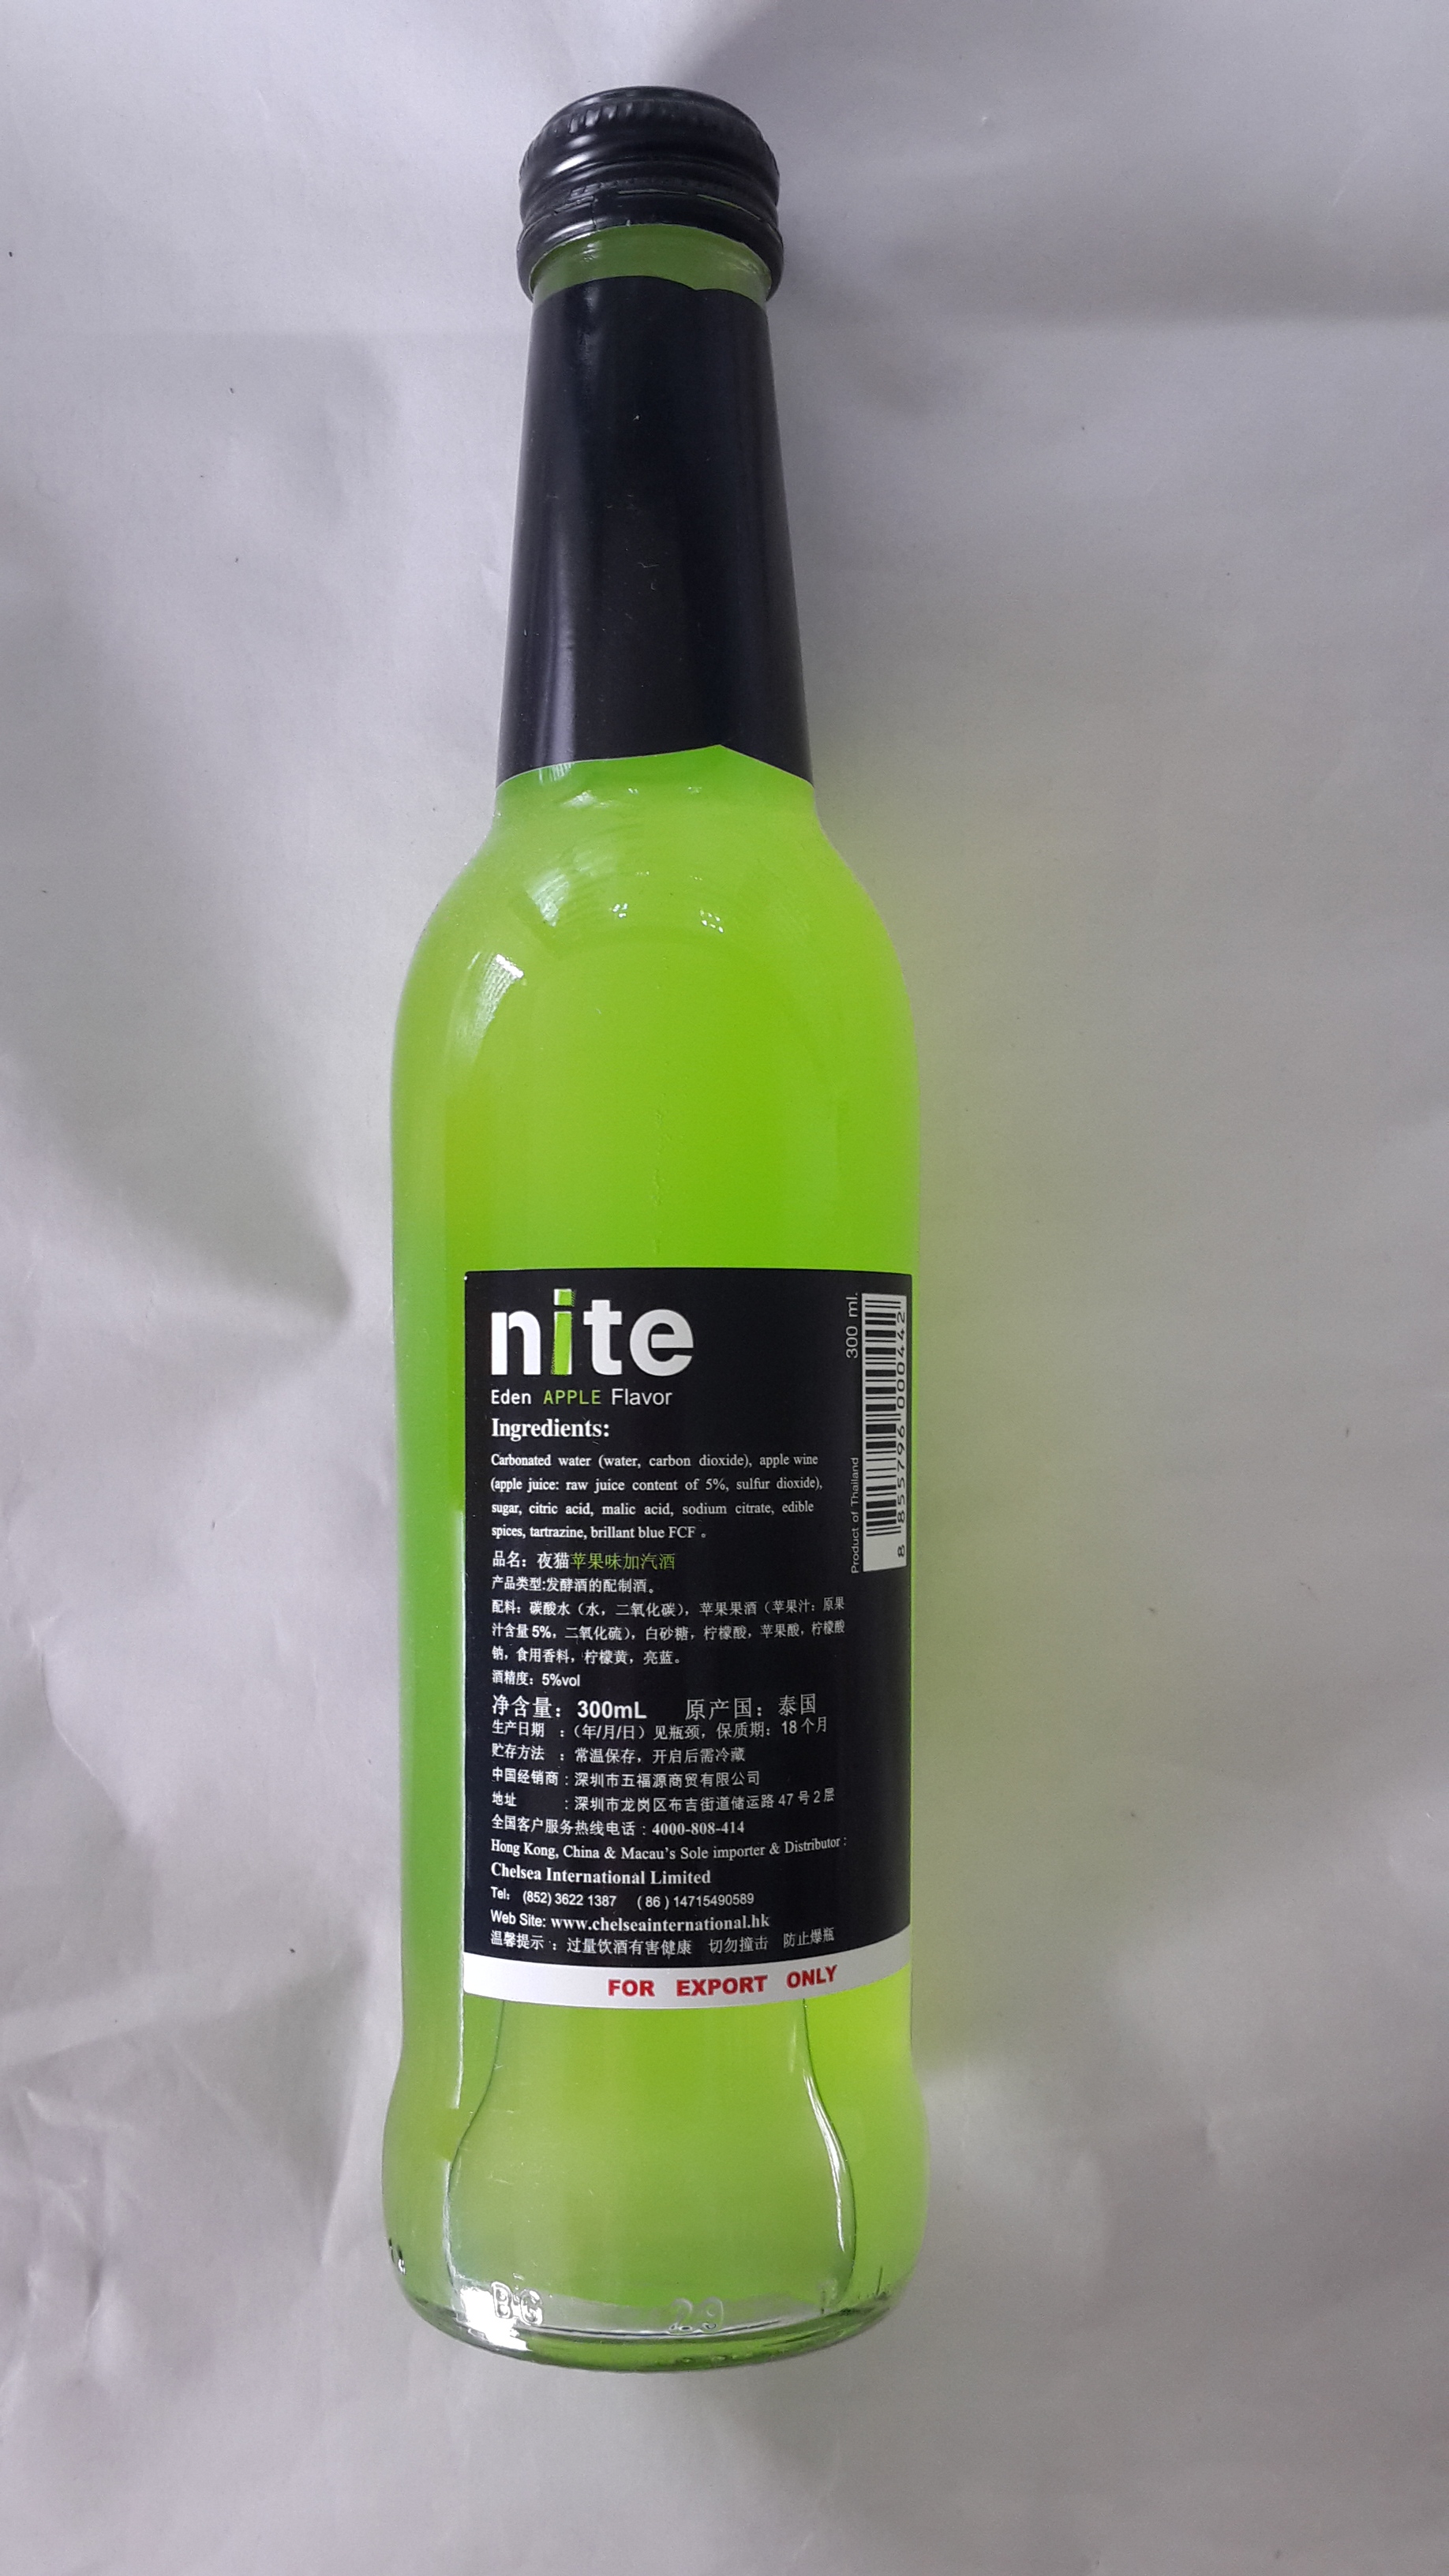 nite
Eden APPLE Flavor
Ingredients:
Carbonated water (water, carbon dioxide), apple wine
(apple juice: raw juice content of 5%, sulfur dioxide),
sugar, citric acid, malic acid, sodium citrate, edible
spices, tartrazine, brillant blue FCF 。
品名：夜猫苹果味加汽酒
产品类型:发酵酒的配制酒。
配料：碳酸水（水，二氧化碳），苹果果酒（苹果汁：原果
汁含量5%，二氧化硫），白砂糖，柠檬酸，苹果酸，柠檬酸
钠，食用香料，柠檬黄，亮蓝。
酒精度：5%vol
净含量：300mL 原产国：泰国
生产日期 ：（年/月/日）见瓶颈，保质期：18个月
贮存方法 ：常温保存，开启后需冷藏
中国经销商：深圳市五福源商贸有限公司
地址 ：深圳市龙岗区布吉街道储运路47号2层
全国客户服务热线电话：4000-808-414
Hong Kong, China & Macau's Sole importer & Distributor :
Chelsea International Limited
Tel: (852) 3622 1387 ( 86 ) 14715490589
Web Site: www.chelseainternational.hk
温馨提示 ：过量饮酒有害健康 切勿撞击 防止爆瓶
FOR EXPORT ONLY
300 ml.
Product of Thailand
8 855796 000442
BG 29